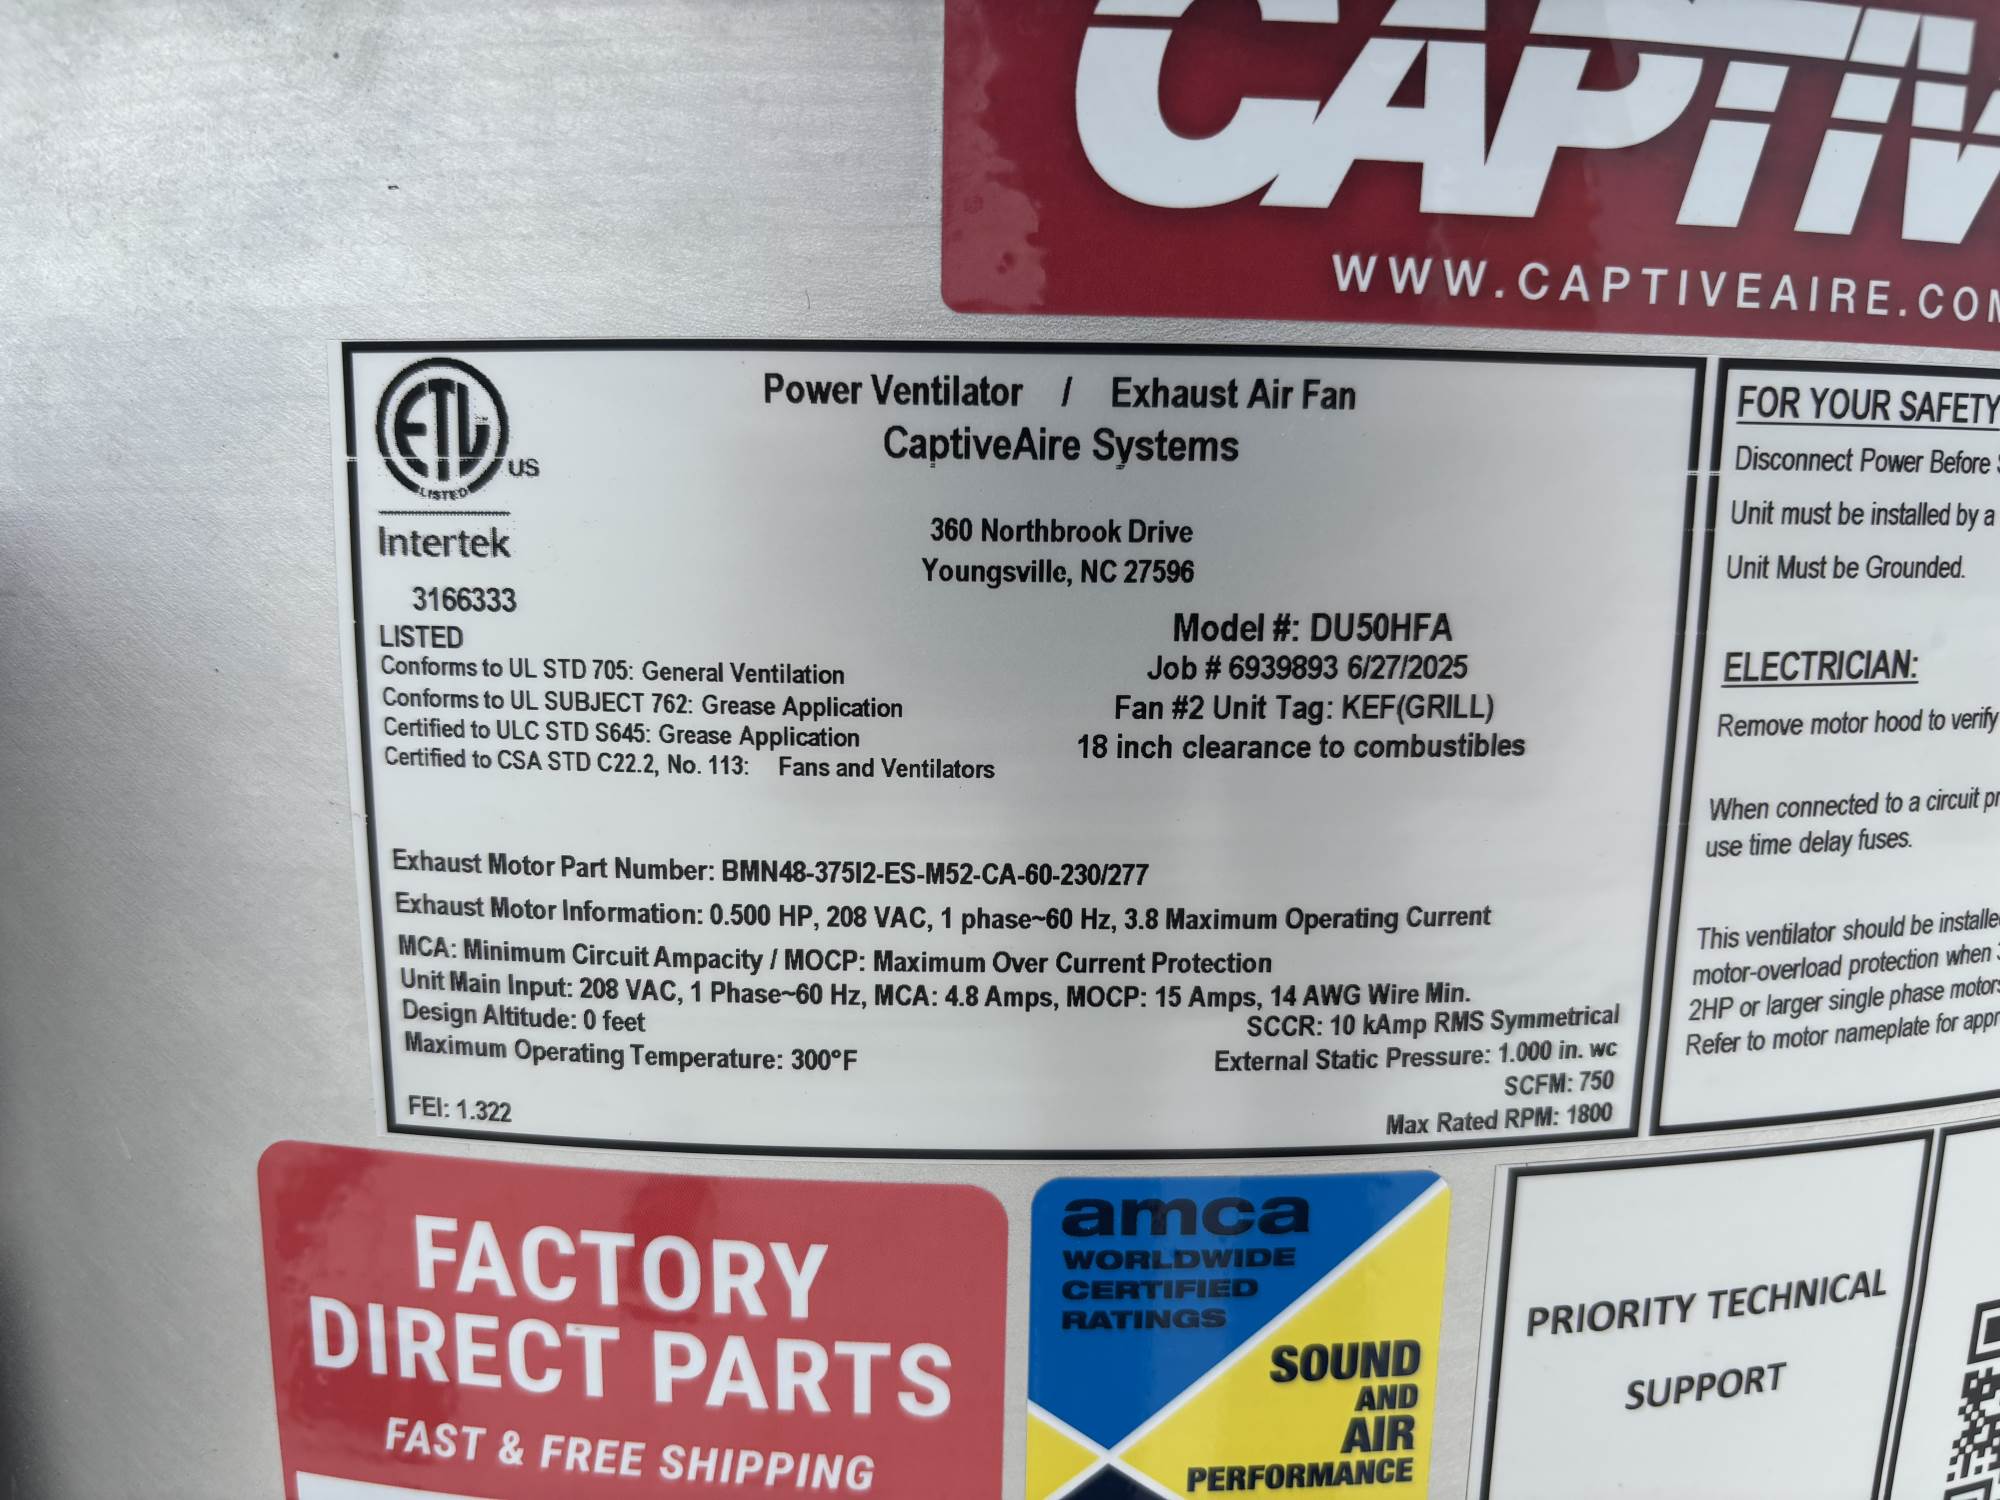 CAPTIV
WWW.CAPTIVEAIRE.COM
ETL
LISTED
US
Intertek
3166333
LISTED
Conforms to UL STD 705: General Ventilation
Conforms to UL SUBJECT 762: Grease Application
Certified to ULC STD S645: Grease Application
Certified to CSA STD C22.2, No. 113: Fans and Ventilators
Power Ventilator / Exhaust Air Fan
CaptiveAire Systems
360 Northbrook Drive
Youngsville, NC 27596
Model #: DU50HFA
Job # 6939893 6/27/2025
Fan #2 Unit Tag: KEF(GRILL)
18 inch clearance to combustibles
Exhaust Motor Part Number: BMN48-375I2-ES-M52-CA-60-230/277
Exhaust Motor Information: 0.500 HP, 208 VAC, 1 phase~60 Hz, 3.8 Maximum Operating Current
MCA: Minimum Circuit Ampacity / MOCP: Maximum Over Current Protection
Unit Main Input: 208 VAC, 1 Phase~60 Hz, MCA: 4.8 Amps, MOCP: 15 Amps, 14 AWG Wire Min.
Design Altitude: 0 feet
Maximum Operating Temperature: 300°F
SCCR: 10 kAmp RMS Symmetrical
External Static Pressure: 1.000 in. wc
SCFM: 750
Max Rated RPM: 1800
FEI: 1.322
FOR YOUR SAFETY
Disconnect Power Before
Unit must be installed by a
Unit Must be Grounded.
ELECTRICIAN:
Remove motor hood to verify
When connected to a circuit
use time delay fuses.
This ventilator should be
motor-overload protection when
2HP or larger single phase
Refer to motor nameplate for
FACTORY
DIRECT PARTS
FAST & FREE SHIPPING
amca
WORLDWIDE
CERTIFIED
RATINGS
SOUND
AND
AIR
PERFORMANCE
PRIORITY TECHNICAL
SUPPORT